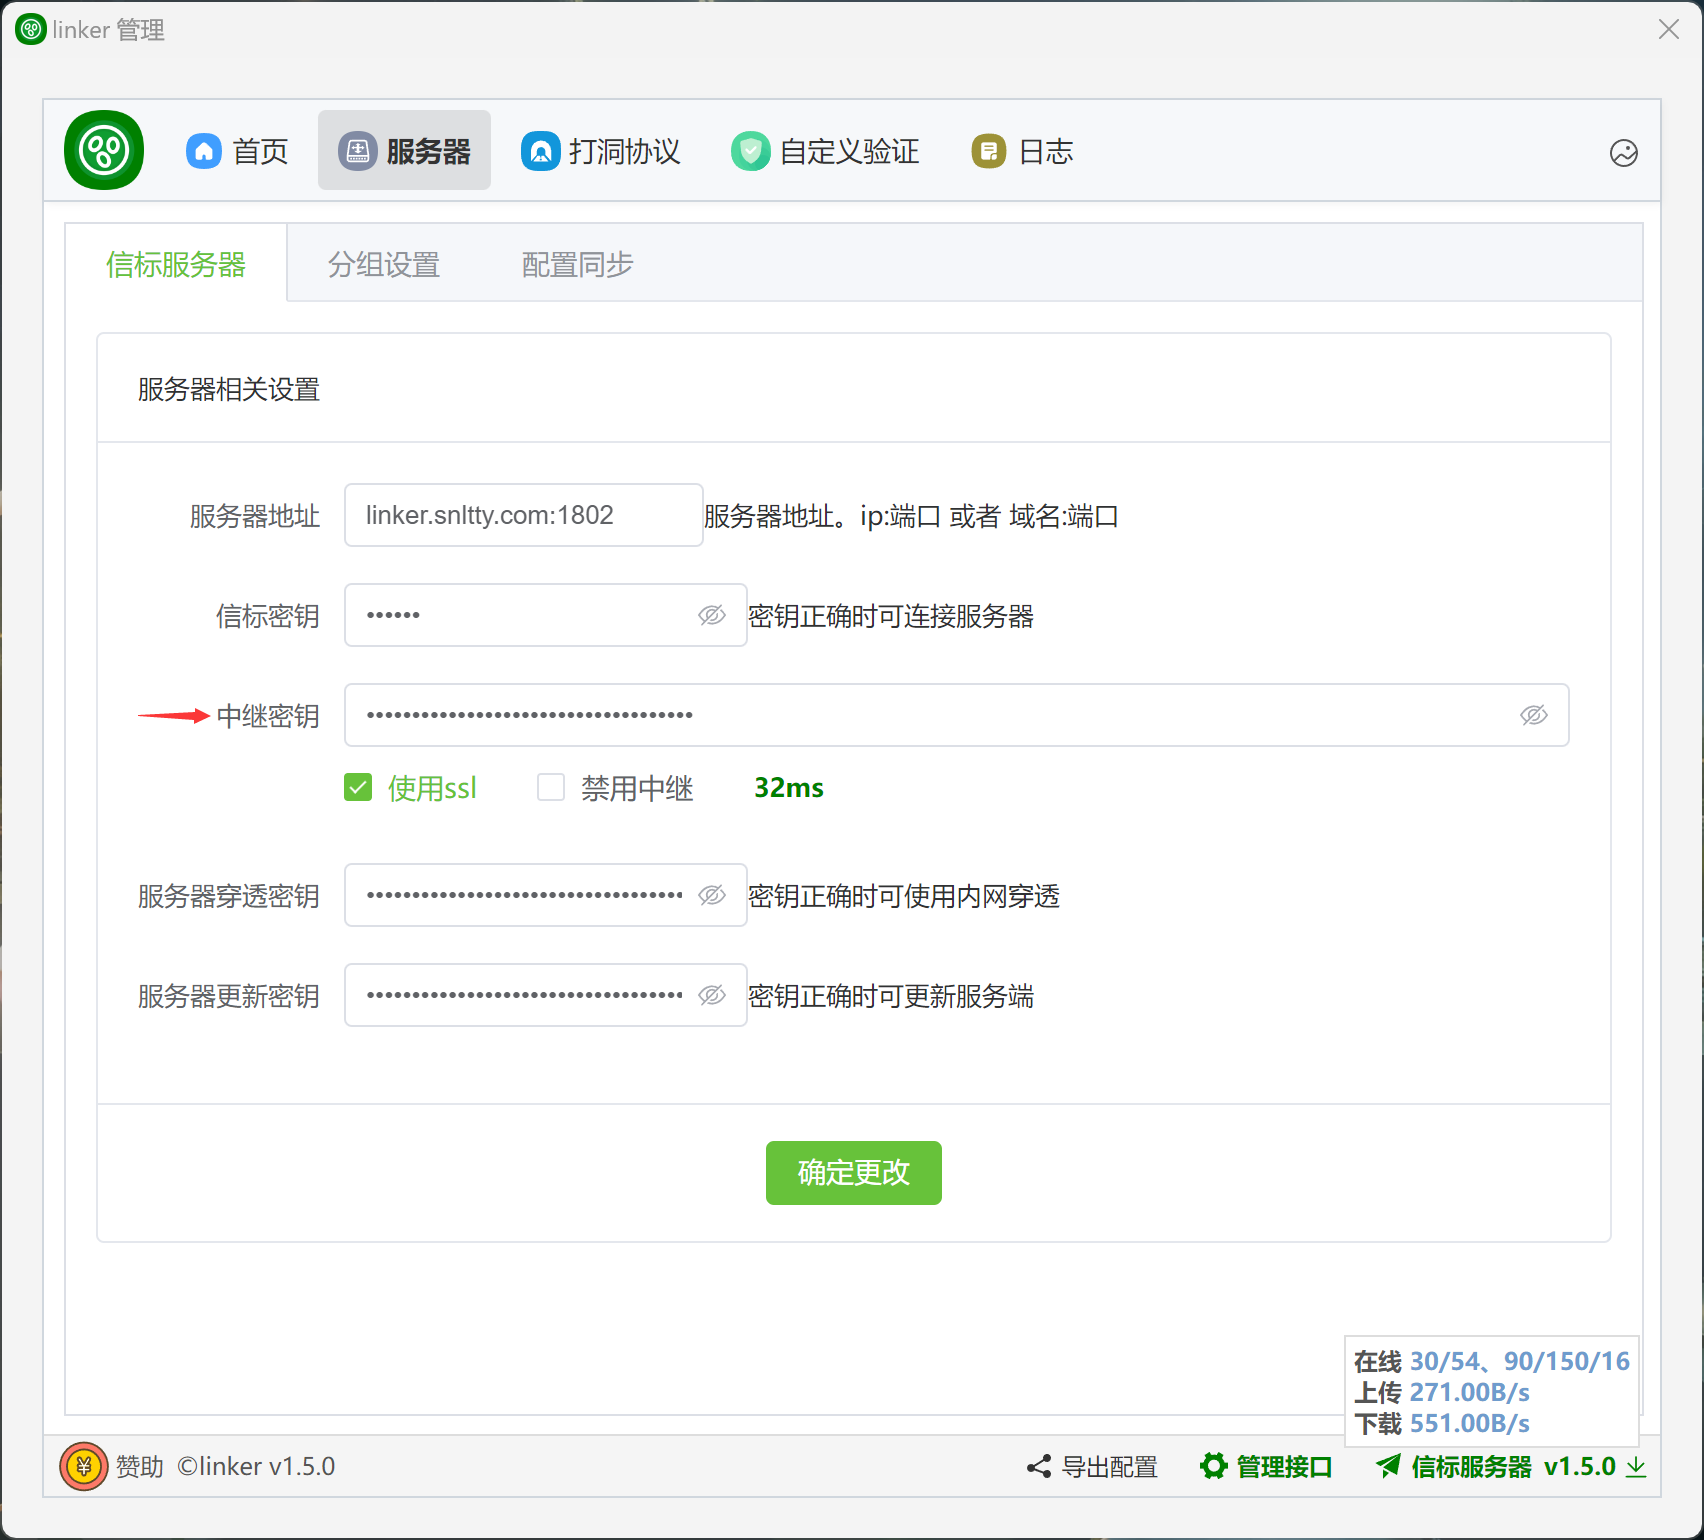 linker 管理
首页
服务器
打洞协议
自定义验证
日志
信标服务器
分组设置
配置同步
服务器相关设置
服务器地址 linker.snltty.com:1802 服务器地址。ip:端口 或者 域名:端口
信标密钥 •••••• 密钥正确时可连接服务器
中继密钥
使用ssl 禁用中继 32ms
服务器穿透密钥 密钥正确时可使用内网穿透
服务器更新密钥 密钥正确时可更新服务端
确定更改
在线 30/54、90/150/16
上传 271.00B/s
下载 551.00B/s
赞助 ©linker v1.5.0 导出配置 管理接口 信标服务器 v1.5.0